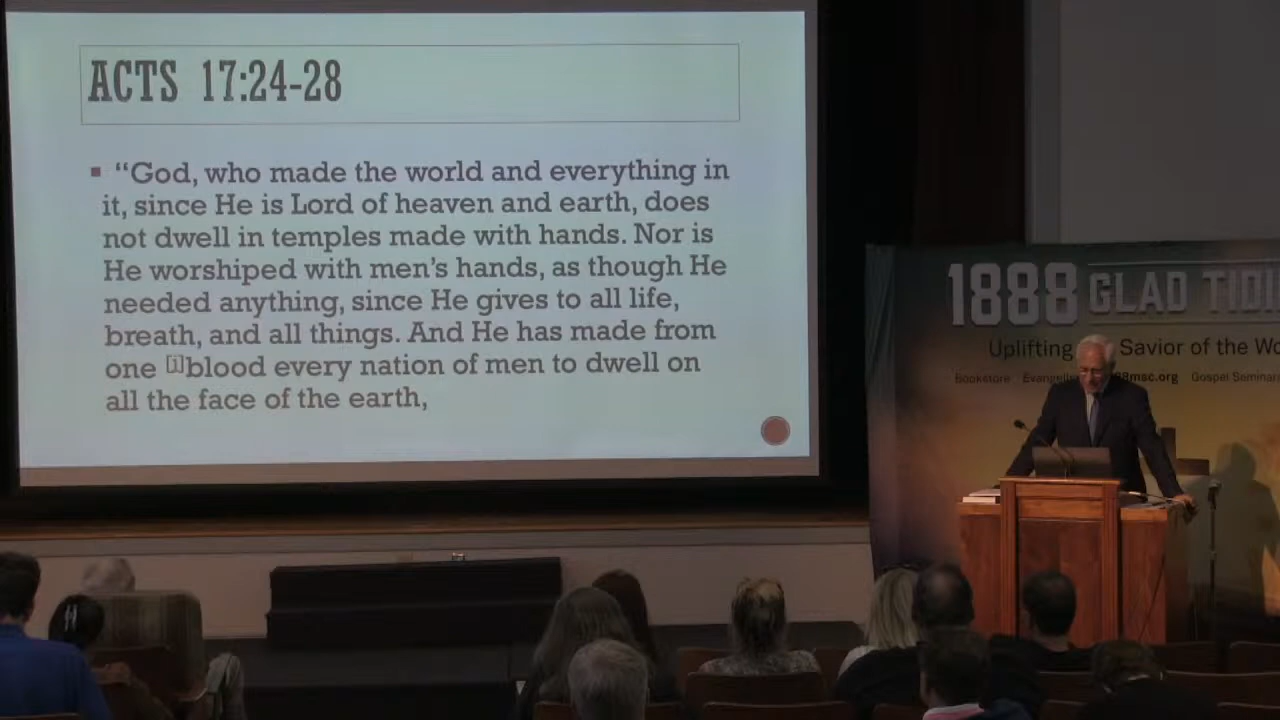 ACTS 17:24-28
▪ “God, who made the world and everything in
it, since He is Lord of heaven and earth, does
not dwell in temples made with hands. Nor is
He worshiped with men’s hands, as though He
needed anything, since He gives to all life,
breath, and all things. And He has made from
one [1]blood every nation of men to dwell on
all the face of the earth,
1888 GLAD TIDI
Uplifting Savior of the Wo
Bookstore 88msc.org Gospel Seminar